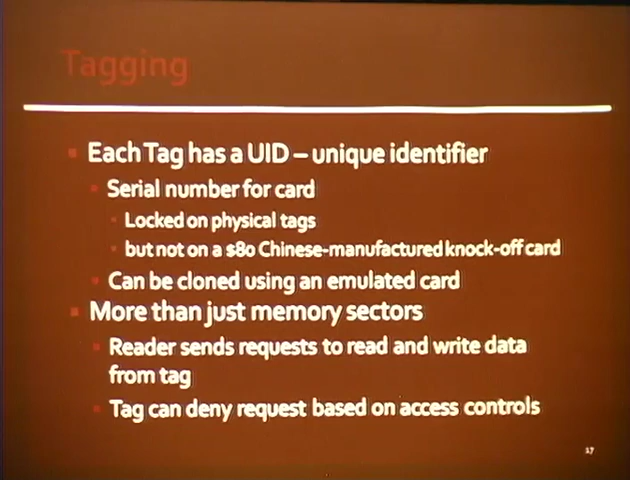 Tagging
Each Tag has a UID – unique identifier
Serial number for card
Locked on physical tags
but not on a $80 Chinese-manufactured knock-off card
Can be cloned using an emulated card
More than just memory sectors
Reader sends requests to read and write data
from tag
Tag can deny request based on access controls
17